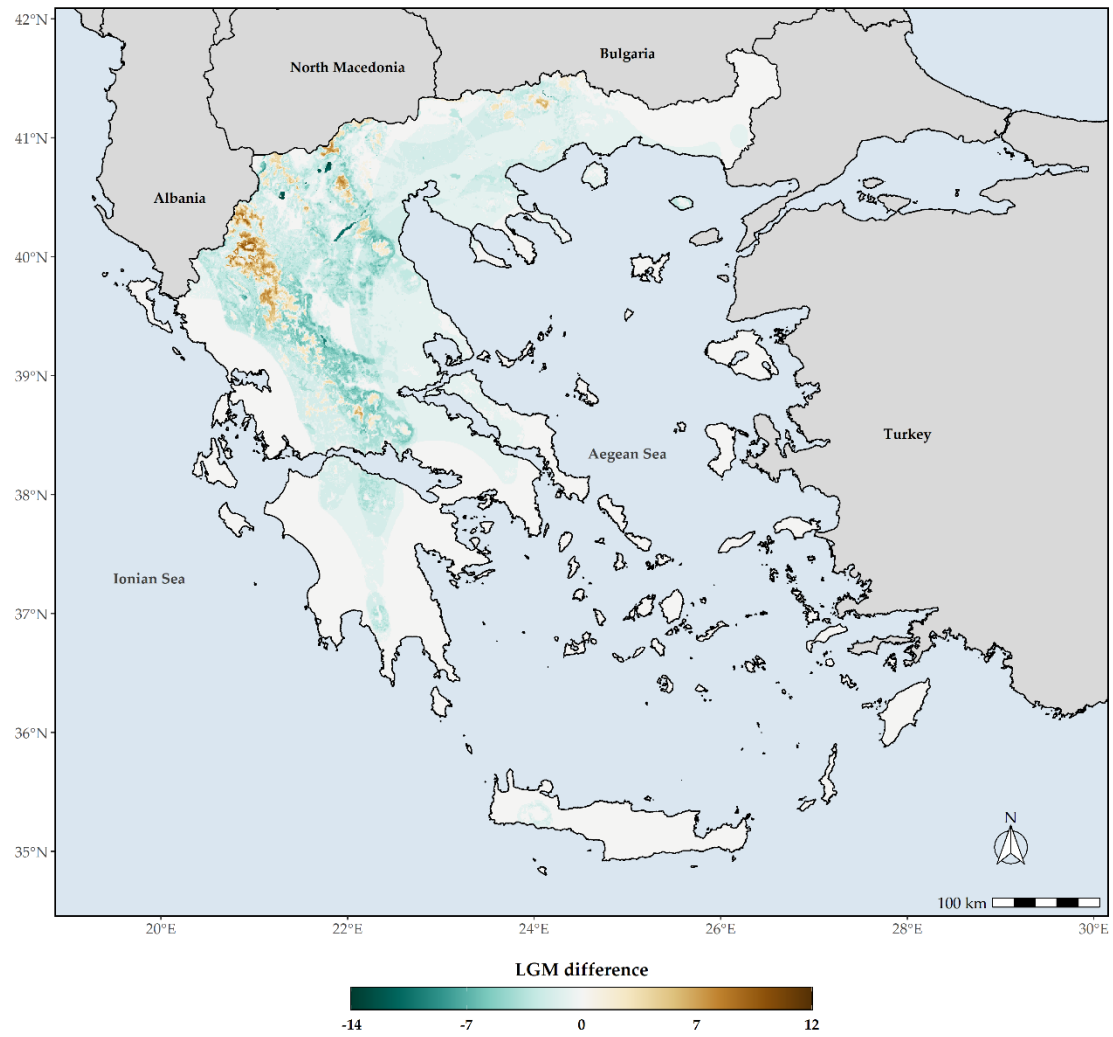 42°N
41°N
40°N
39°N
38°N
37°N
36°N
35°N
North Macedonia
Bulgaria
Albania
Turkey
Aegean Sea
Ionian Sea
N
100 km
20°E 22°E 24°E 26°E 28°E 30°E
LGM difference
-14 -7 0 7 12